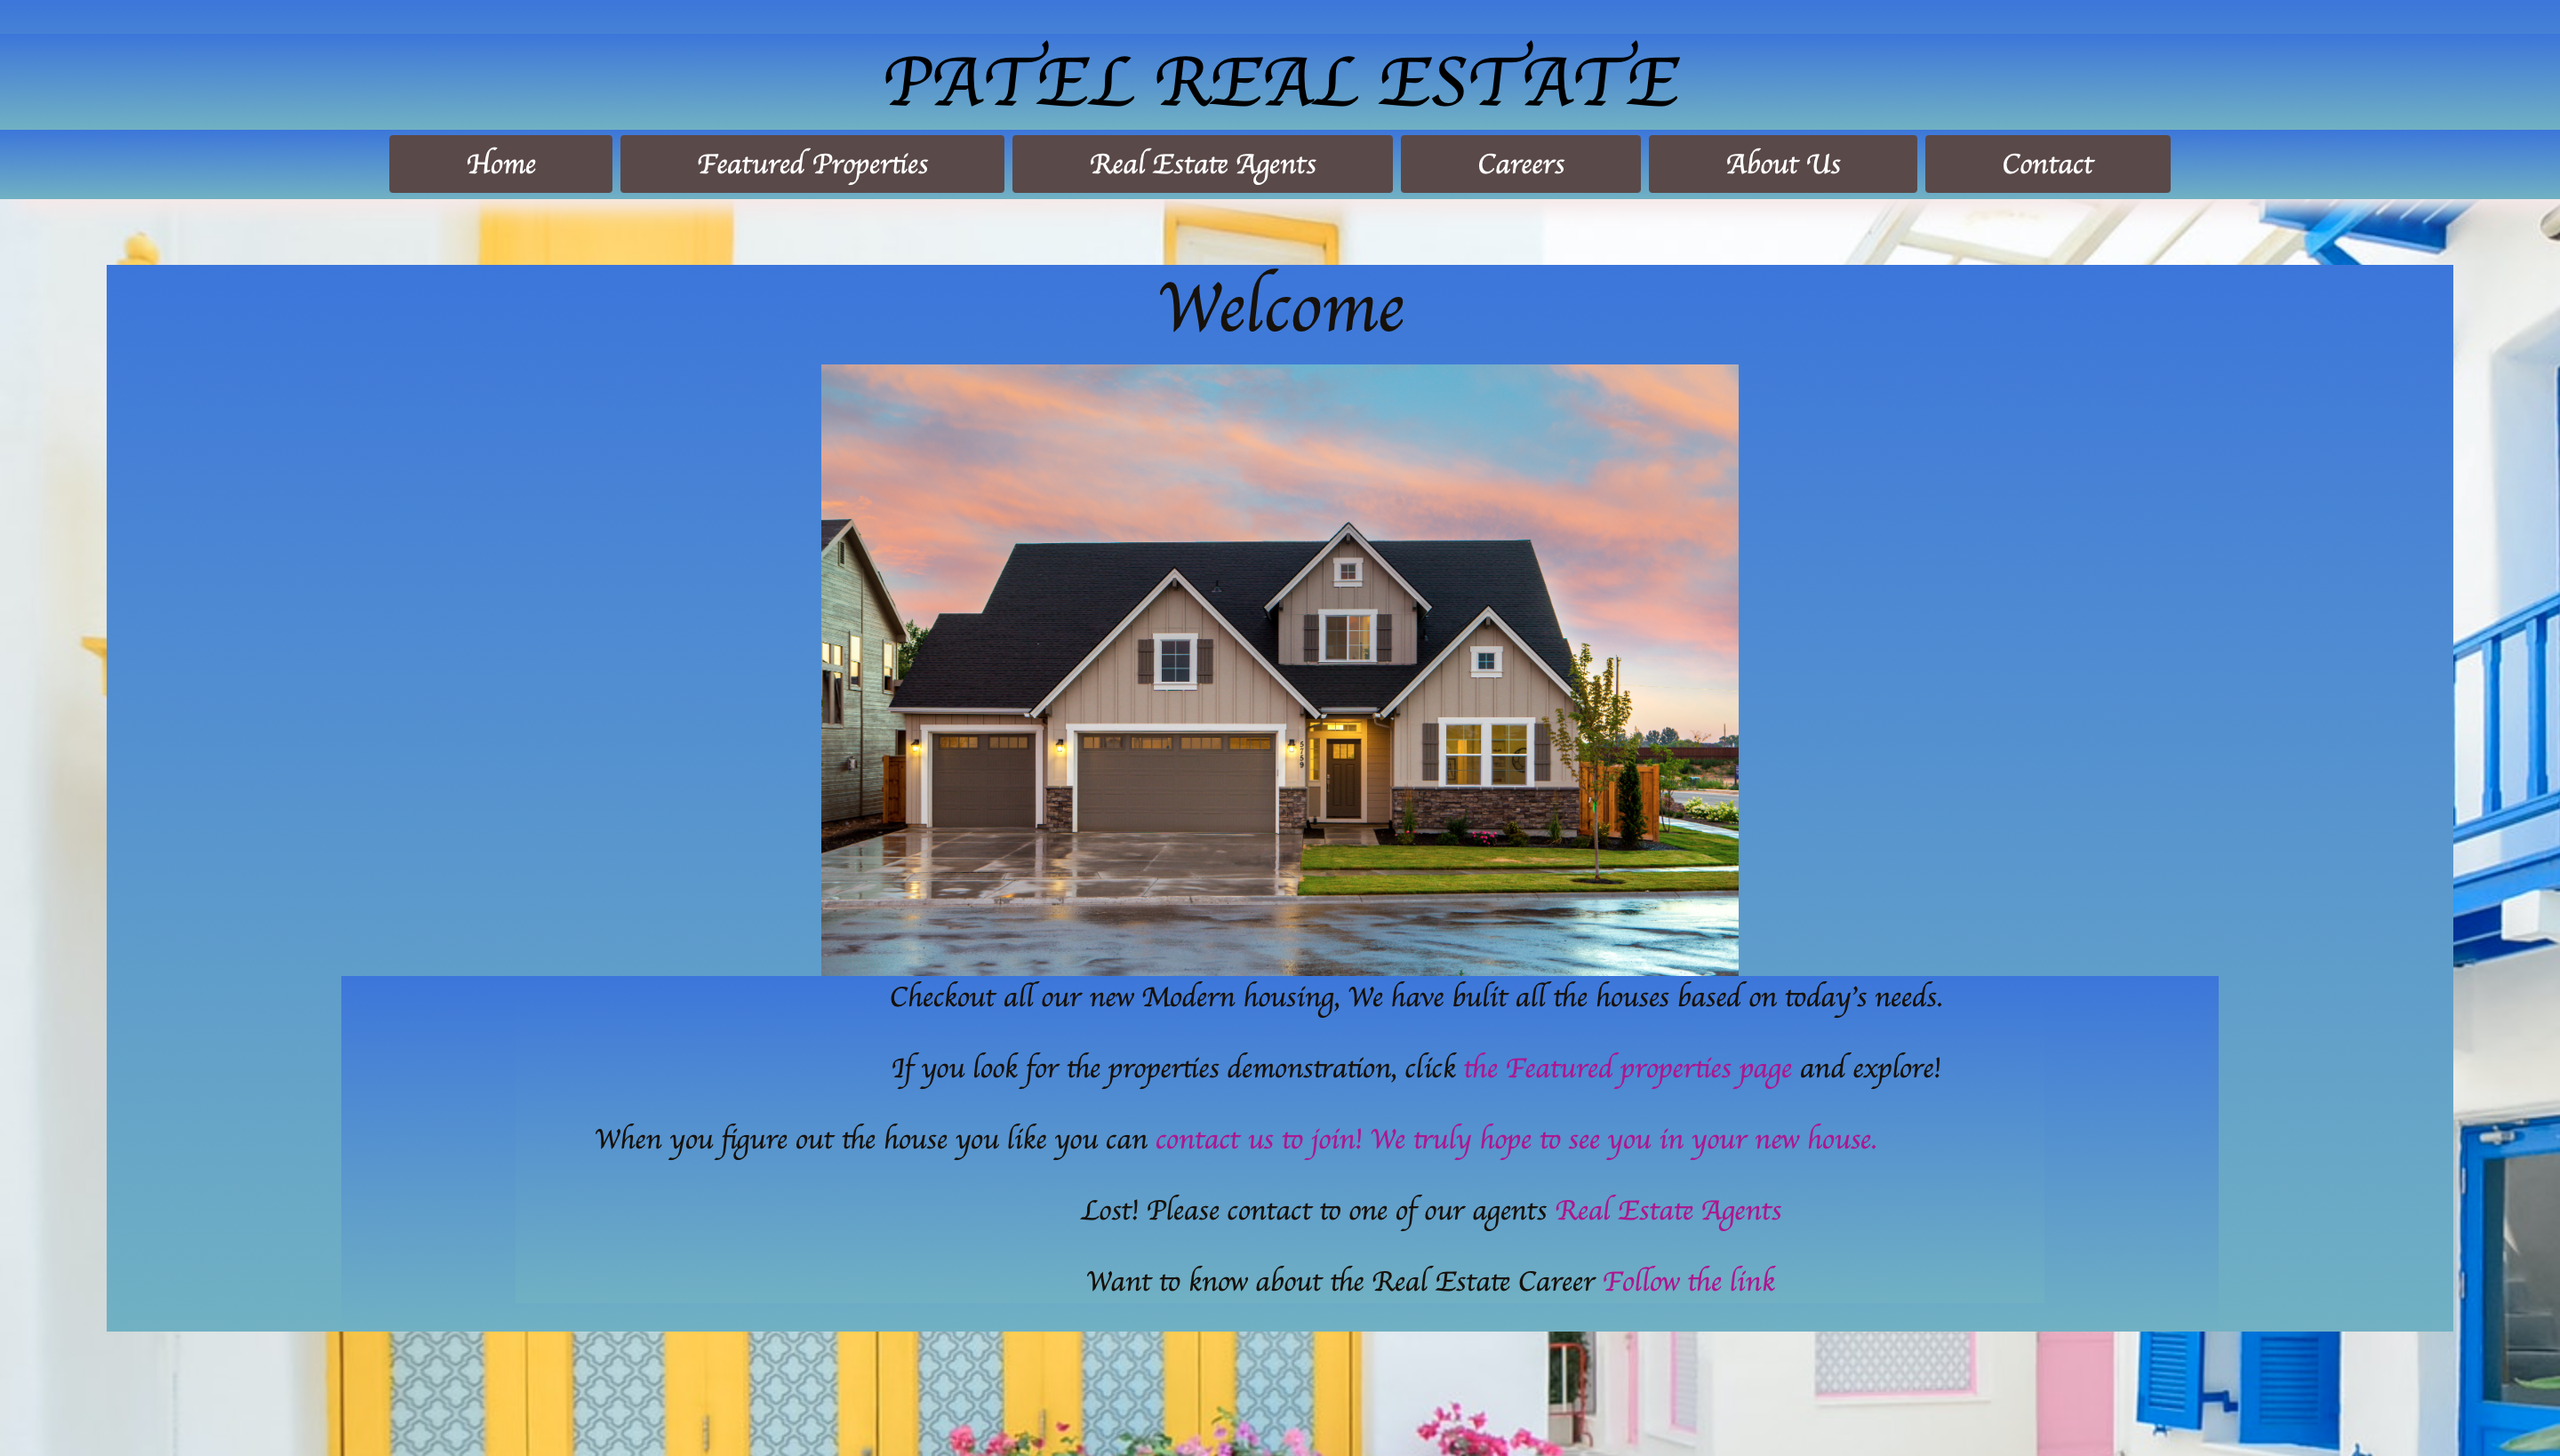 PATEL REAL ESTATE
Home Featured Properties Real Estate Agents Careers About Us Contact
Welcome
5759
Checkout all our new Modern housing, We have bulit all the houses based on today's needs.
If you look for the properties demonstration, click the Featured properties page and explore!
When you figure out the house you like you can contact us to join! We truly hope to see you in your new house.
Lost! Please contact to one of our agents Real Estate Agents
Want to know about the Real Estate Career Follow the link